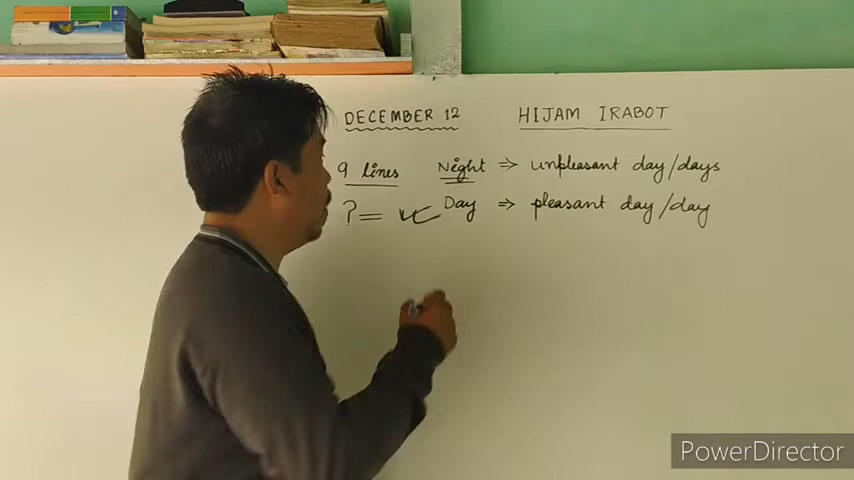 DECEMBER 12 HIJAM IRABOT
9 lines Night ⇒ unpleasant day/days
? = Day ⇒ pleasant day/day
PowerDirector